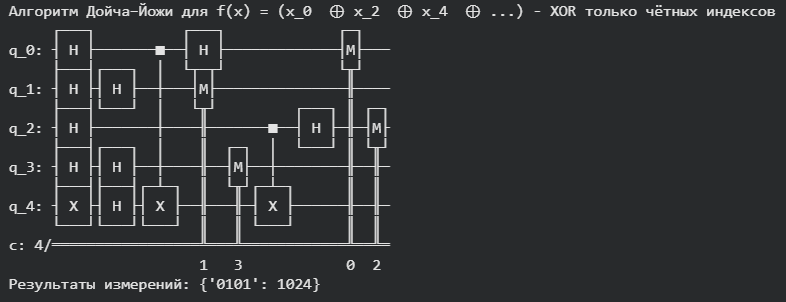 Алгоритм Дойча–Йожи для f(x) = (x_0 ⊕ x_2 ⊕ x_4 ⊕ ...) - XOR только чётных индексов
q_0: H ■ H M
q_1: H H M
q_2: H ■ H M
q_3: H H M
q_4: X H X X
c: 4/
1 3 0 2
Результаты измерений: {'0101': 1024}